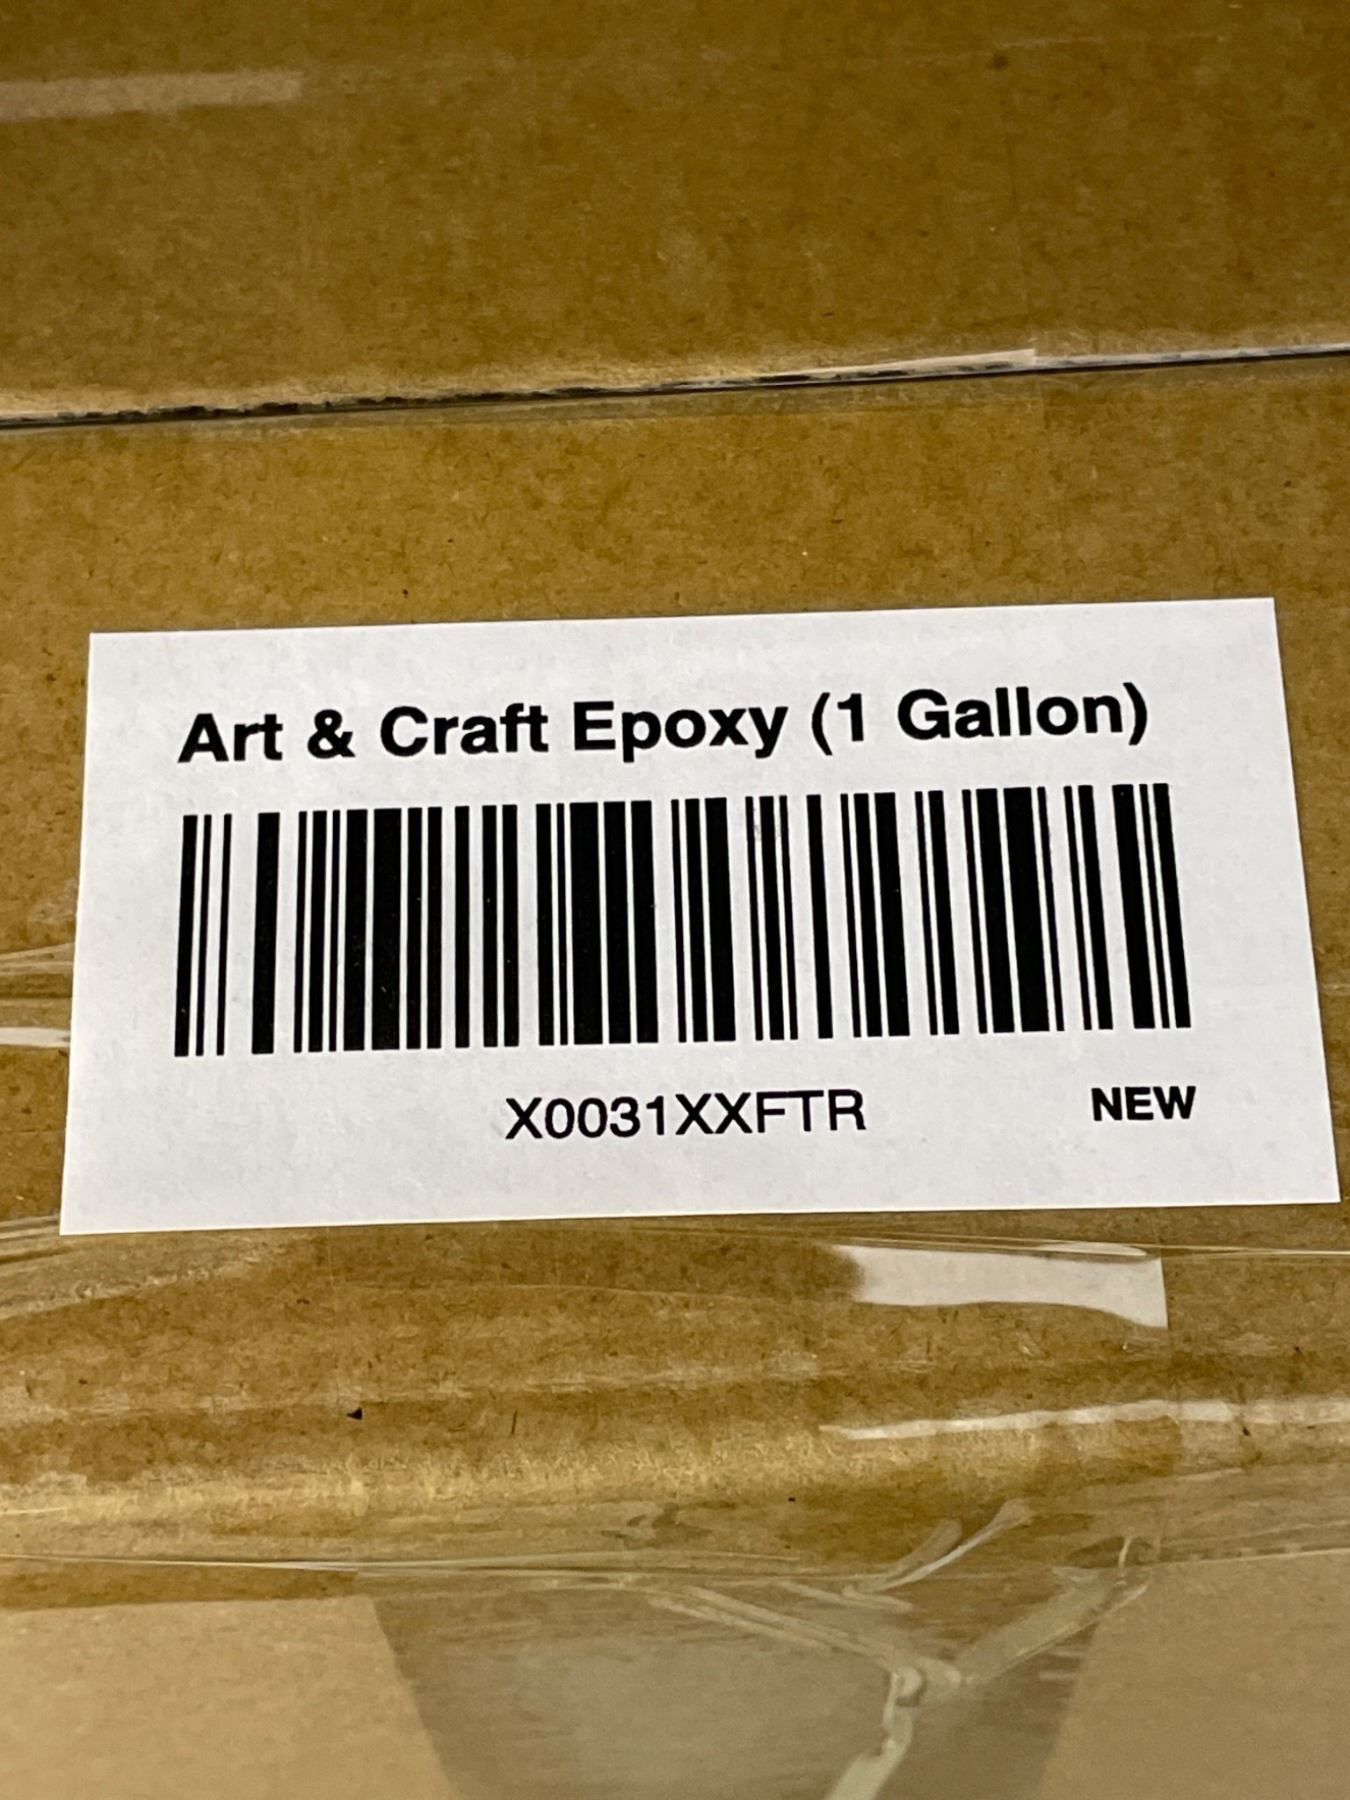 Art & Craft Epoxy (1 Gallon)
X0031XXFTR
NEW